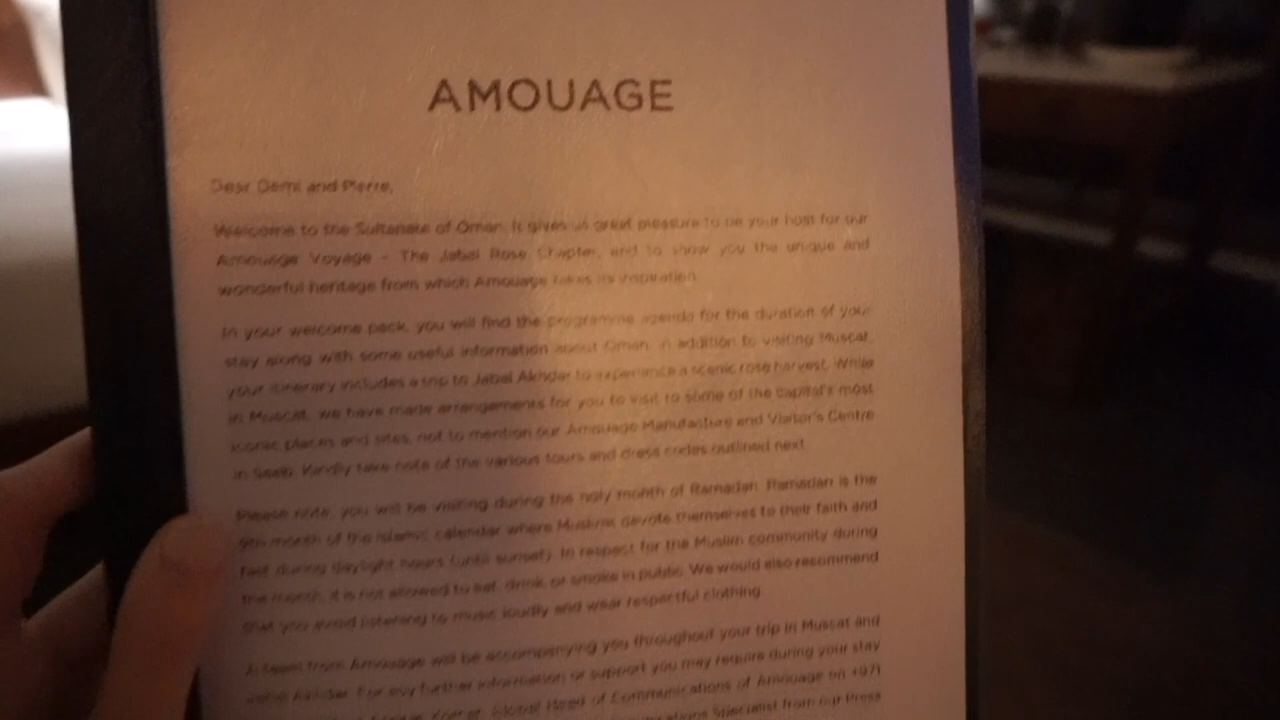 AMOUAGE
Dear Demi and Pierre,
Welcome to the Sultanate of Oman. It gives us great pleasure to be your host for our
Amouage Voyage – The Jabal Rose Chapter, and to show you the unique and
wonderful heritage from which Amouage takes its inspiration.
In your welcome pack, you will find the programme agenda for the duration of your
stay along with some useful information about Oman. In addition to visiting Muscat,
your itinerary includes a trip to Jabal Akhdar to experience a scenic rose harvest. While
in Muscat, we have made arrangements for you to visit to some of the capital's most
iconic places and sites, not to mention our Amouage Manufacture and Visitor's Centre
in Seeb. Kindly take note of the various tours and dress codes outlined next.
Please note, you will be visiting during the holy month of Ramadan. Ramadan is the
9th month of the Islamic calendar where Muslims devote themselves to their faith and
fast during daylight hours (until sunset). In respect for the Muslim community during
the month, it is not allowed to eat, drink or smoke in public. We would also recommend
that you avoid listening to music loudly and wear respectful clothing.
A team from Amouage will be accompanying you throughout your trip in Muscat and
Jabal Akhdar. For any further information or support you may require during your stay
Global Head of Communications of Amouage on +971
Specialist from our Press